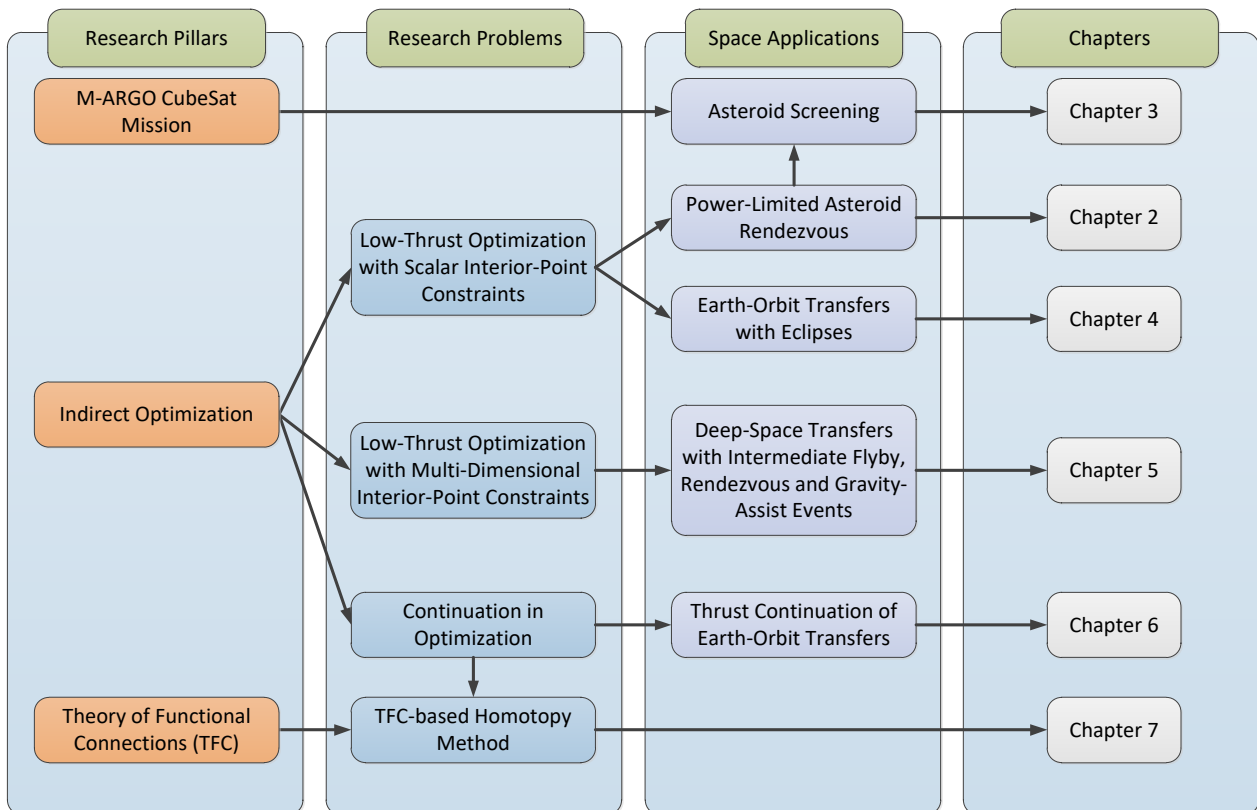 Research Pillars
Research Problems
Space Applications
Chapters
M-ARGO CubeSat
Mission
Asteroid Screening
Chapter 3
Low-Thrust Optimization
with Scalar Interior-Point
Constraints
Power-Limited Asteroid
Rendezvous
Chapter 2
Earth-Orbit Transfers
with Eclipses
Chapter 4
Indirect Optimization
Low-Thrust Optimization
with Multi-Dimensional
Interior-Point Constraints
Deep-Space Transfers
with Intermediate Flyby,
Rendezvous and Gravity-
Assist Events
Chapter 5
Continuation in
Optimization
Thrust Continuation of
Earth-Orbit Transfers
Chapter 6
Theory of Functional
Connections (TFC)
TFC-based Homotopy
Method
Chapter 7